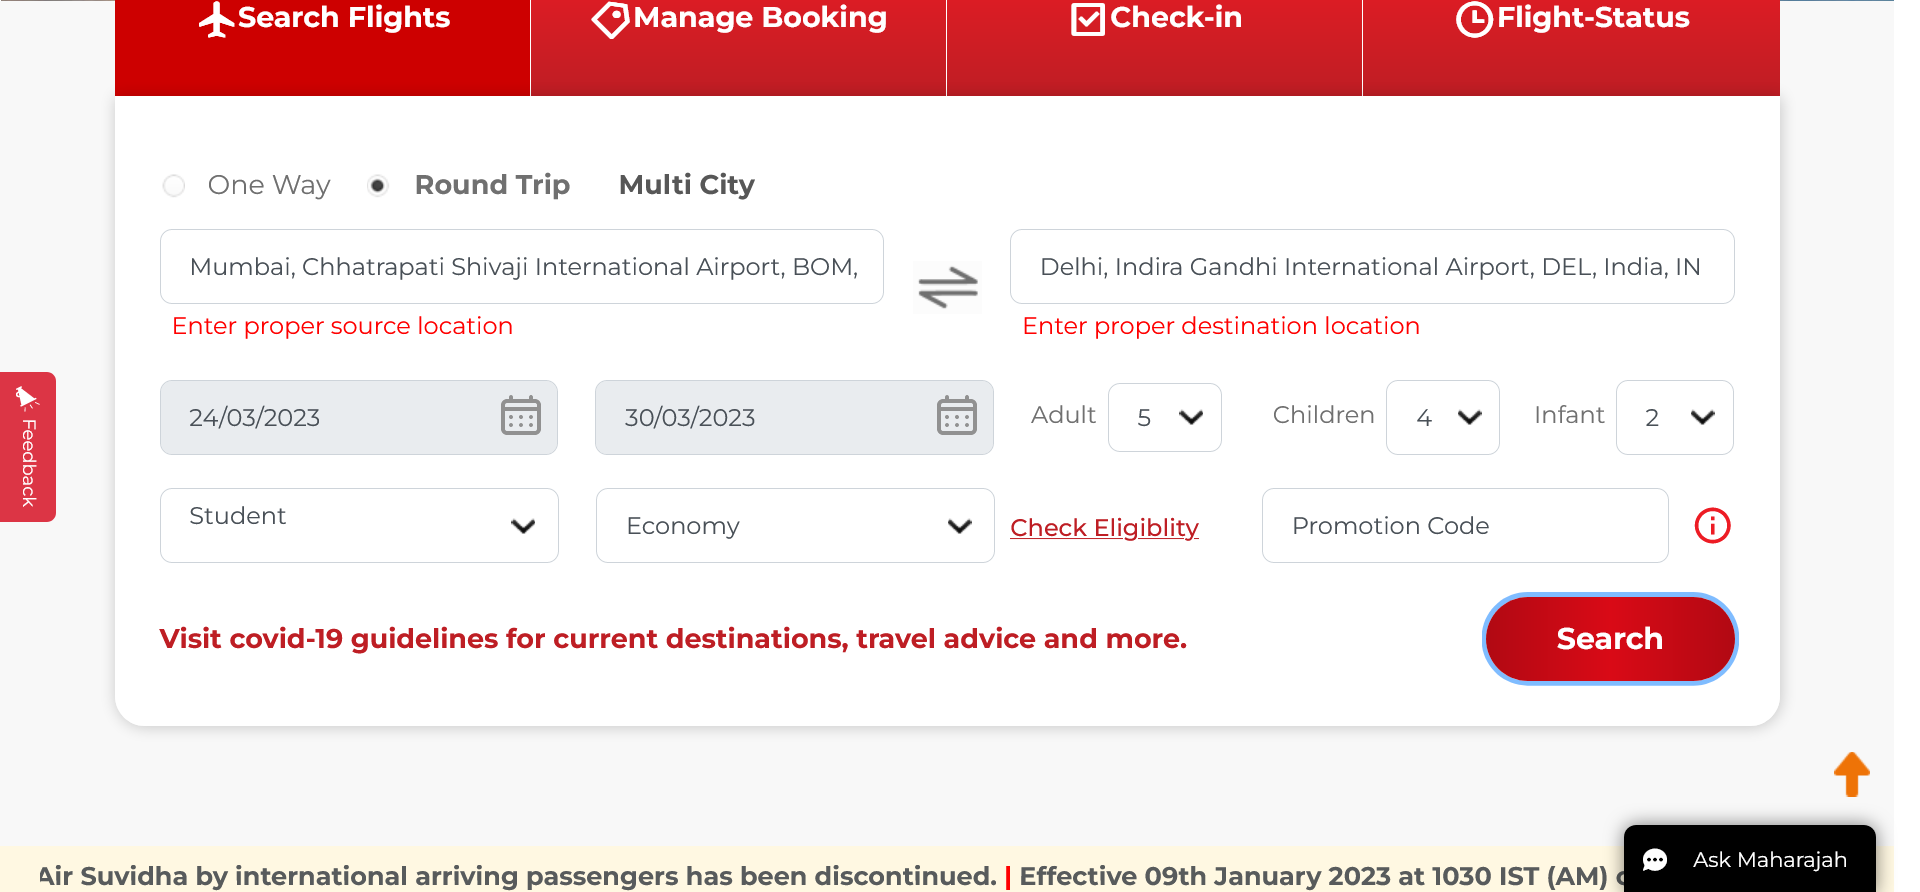 Search Flights
Manage Booking
Check-in
Flight-Status
One Way
Round Trip
Multi City
Mumbai, Chhatrapati Shivaji International Airport, BOM,
Delhi, Indira Gandhi International Airport, DEL, India, IN
Enter proper source location
Enter proper destination location
24/03/2023
30/03/2023
Adult
5
Children
4
Infant
2
Feedback
Student
Economy
Check Eligiblity
Promotion Code
Visit covid-19 guidelines for current destinations, travel advice and more.
Search
Air Suvidha by international arriving passengers has been discontinued. | Effective 09th January 2023 at 1030 IST (AM)
Ask Maharajah